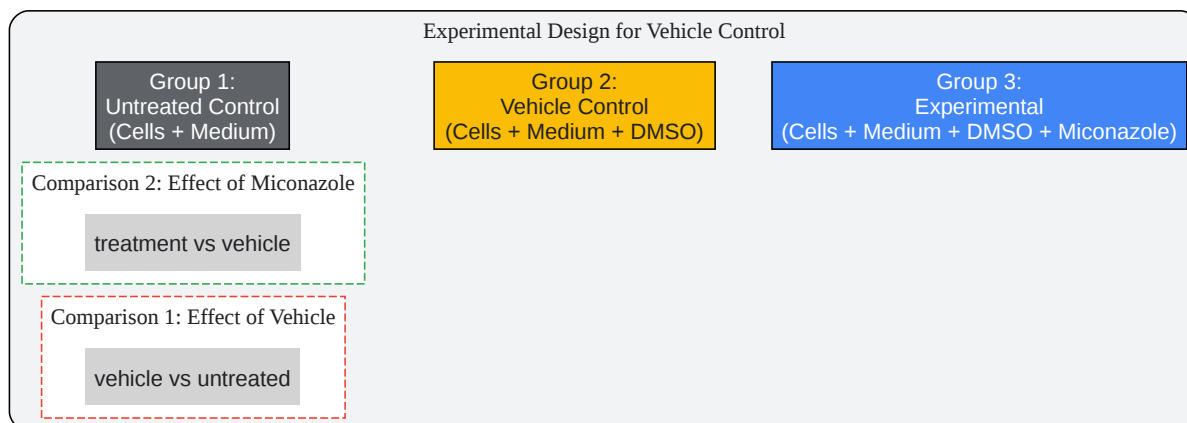 Experimental Design for Vehicle Control
Group 1:
Untreated Control
(Cells + Medium)
Group 2:
Vehicle Control
(Cells + Medium + DMSO)
Group 3:
Experimental
(Cells + Medium + DMSO + Miconazole)
Comparison 2: Effect of Miconazole
treatment vs vehicle
Comparison 1: Effect of Vehicle
vehicle vs untreated